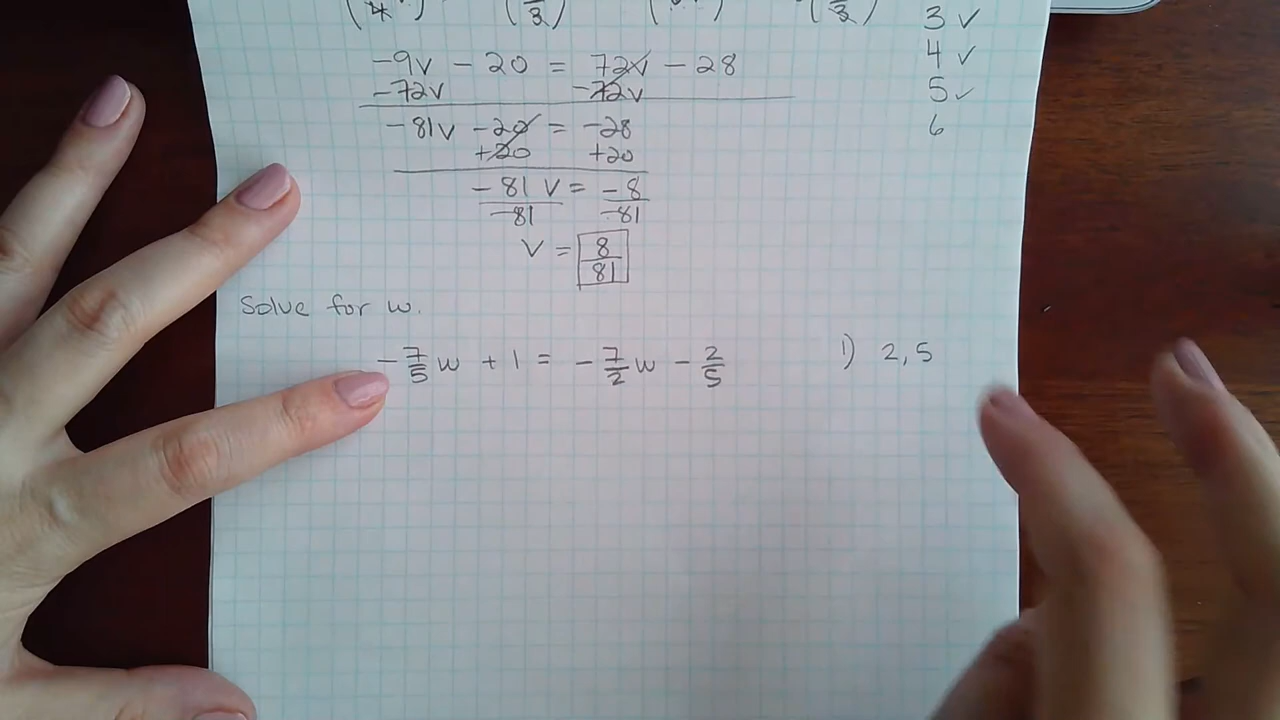 3 ✓
4 ✓
-9v - 20 = 72v - 28
-72v -72v
5 ✓
-81v -20 = -28
6
+20 +20
-81 v = -8
-81 -81
v = 8/81
Solve for w.
-7/5 w + 1 = -7/2 w - 2/5
1) 2, 5